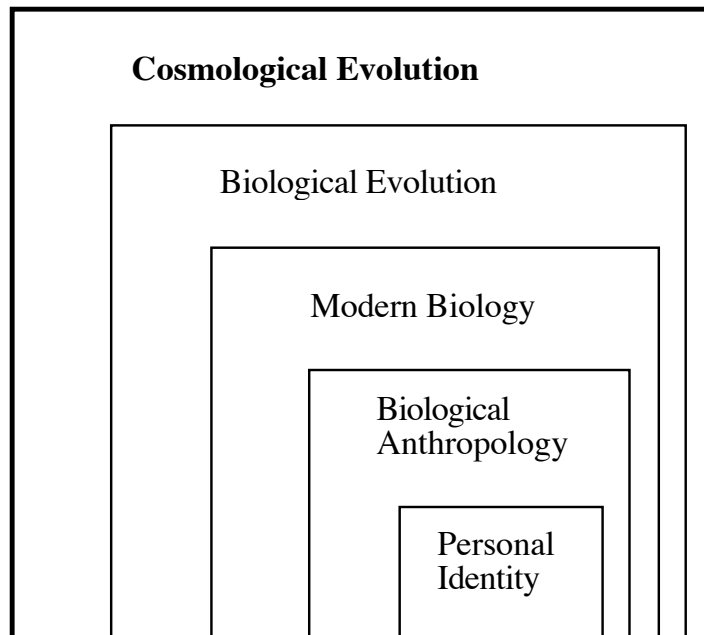 Cosmological Evolution
Biological Evolution
Modern Biology
Biological
Anthropology
Personal
Identity